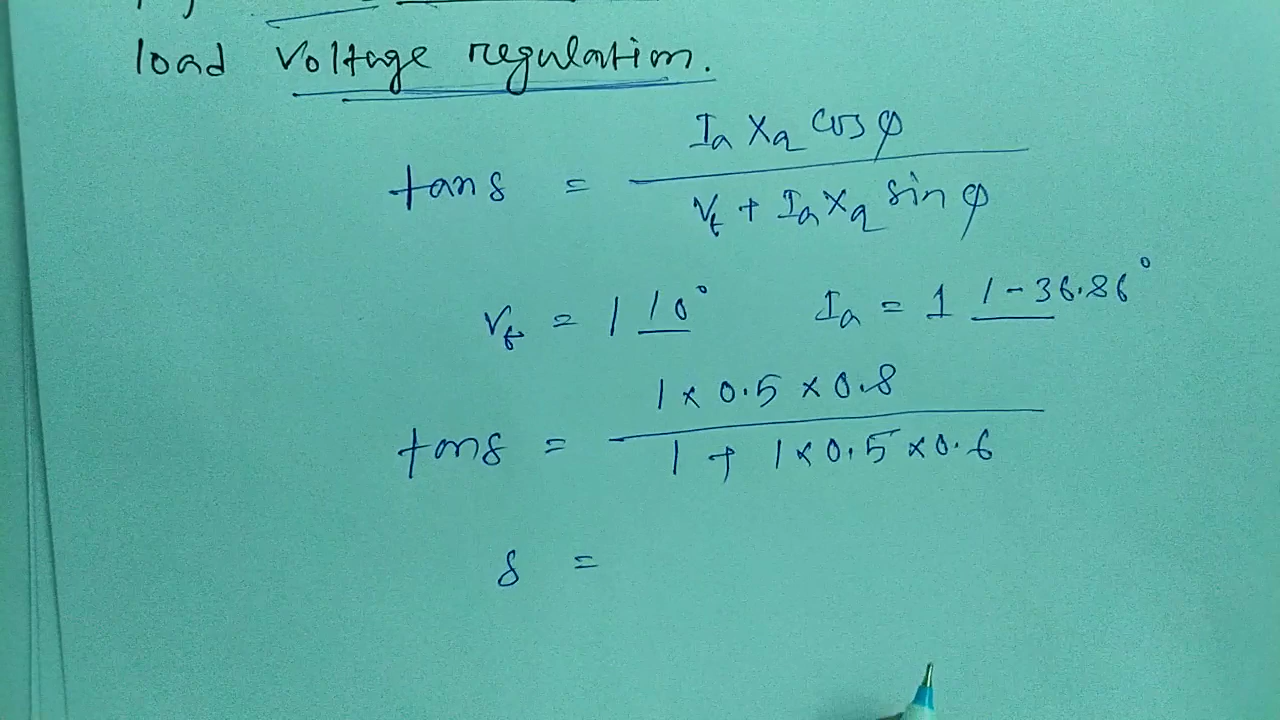 load voltage regulation.
tan δ = Ia Xq cos φ / Vt + Ia Xq sin φ
Vt = 1 ∠0° Ia = 1 ∠-36.86°
tan δ = 1 × 0.5 × 0.8 / 1 + 1 × 0.5 × 0.6
δ =